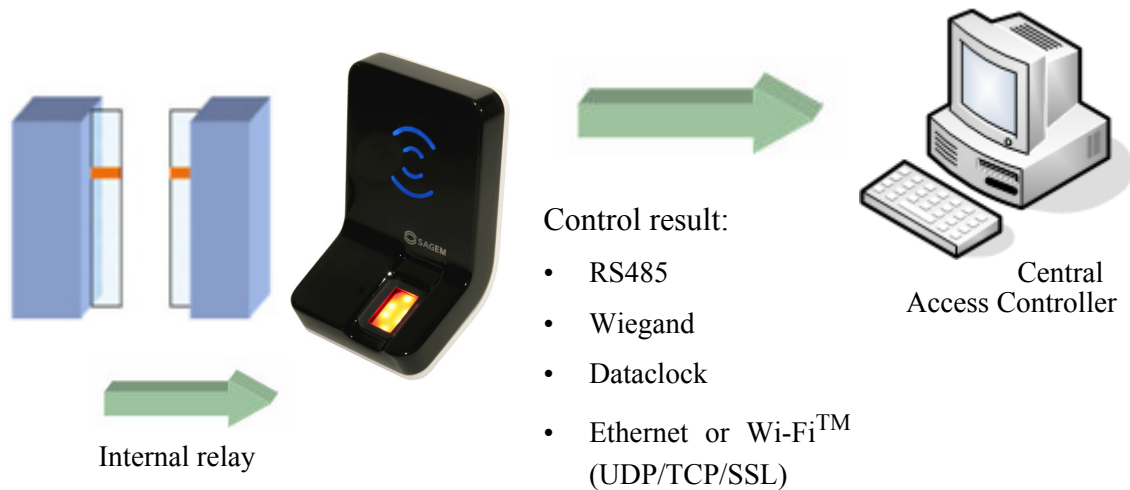 SAGEM
Control result:
• RS485
• Wiegand
• Dataclock
• Ethernet or Wi-Fi™
(UDP/TCP/SSL)
Central
Access Controller
Internal relay